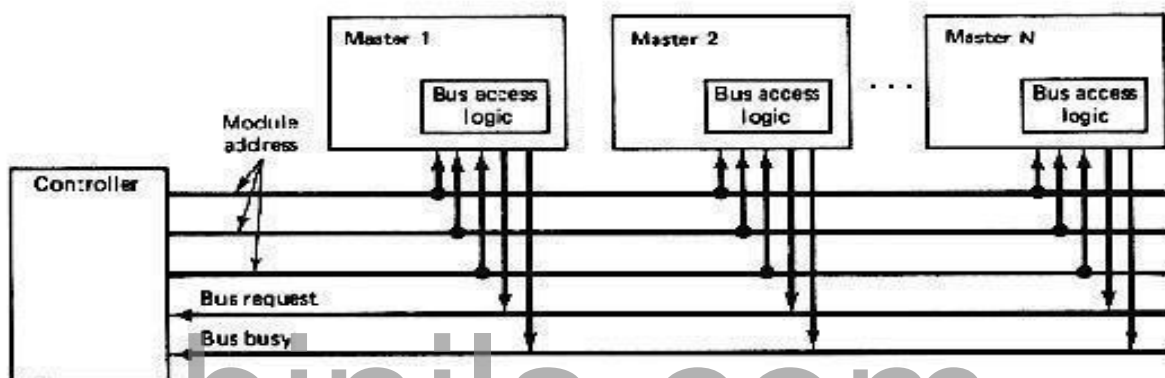 Master 1
Master 2
Master N
Bus access
logic
Bus access
logic
. . .
Bus access
logic
Module
address
Controller
Bus request
Bus busy